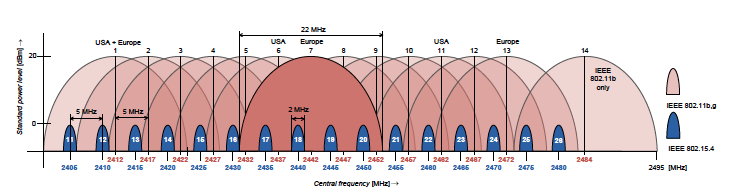 22 MHz
USA + Europe
USA
Europe
USA
Europe
Standard power level [dBm] →
20
0
1 2 3 4 5 6 7 8 9 10 11 12 13 14
IEEE
802.11b
only
5 MHz
5 MHz
2 MHz
IEEE 802.11b,g
11 12 13 14 15 16 17 18 19 20 21 22 23 24 25 26
IEEE 802.15.4
2412 2417 2422 2427 2432 2437 2442 2447 2452 2457 2462 2467 2472 2484
2405 2410 2415 2420 2425 2430 2435 2440 2445 2450 2455 2460 2465 2470 2475 2480 2495 [MHz]
Central frequency [MHz] →